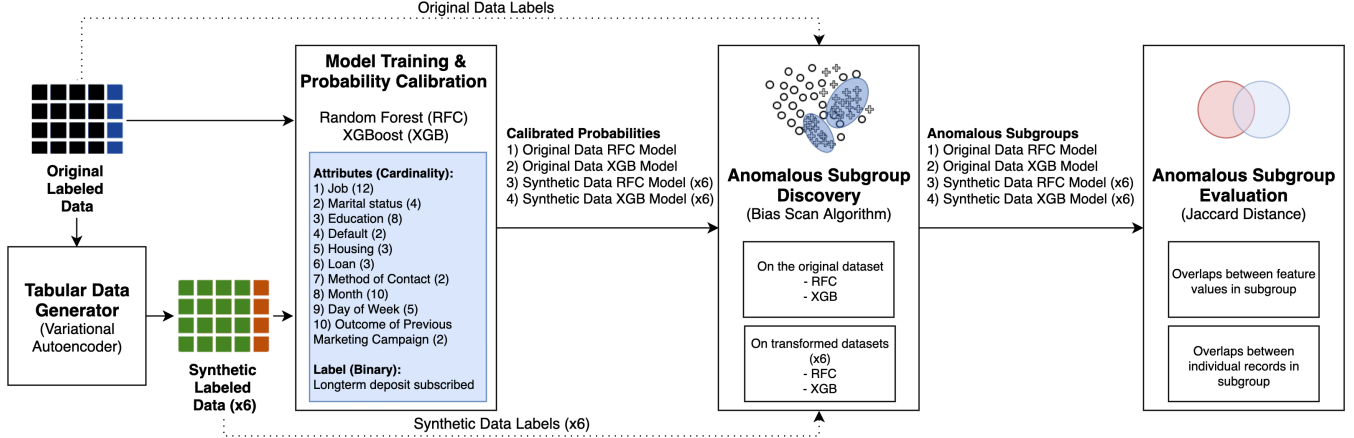 Original Data Labels
Original
Labeled
Data
Tabular Data
Generator
(Variational
Autoencoder)
Synthetic
Labeled
Data (x6)
Model Training &
Probability Calibration
Random Forest (RFC)
XGBoost (XGB)
Attributes (Cardinality):
1) Job (12)
2) Marital status (4)
3) Education (8)
4) Default (2)
5) Housing (3)
6) Loan (3)
7) Method of Contact (2)
8) Month (10)
9) Day of Week (5)
10) Outcome of Previous
Marketing Campaign (2)
Label (Binary):
Longterm deposit subscribed
Synthetic Data Labels (x6)
Calibrated Probabilities
1) Original Data RFC Model
2) Original Data XGB Model
3) Synthetic Data RFC Model (x6)
4) Synthetic Data XGB Model (x6)
Anomalous Subgroup
Discovery
(Bias Scan Algorithm)
On the original dataset
- RFC
- XGB
On transformed datasets
(x6)
- RFC
- XGB
Anomalous Subgroups
1) Original Data RFC Model
2) Original Data XGB Model
3) Synthetic Data RFC Model (x6)
4) Synthetic Data XGB Model (x6)
Anomalous Subgroup
Evaluation
(Jaccard Distance)
Overlaps between feature
values in subgroup
Overlaps between
individual records in
subgroup